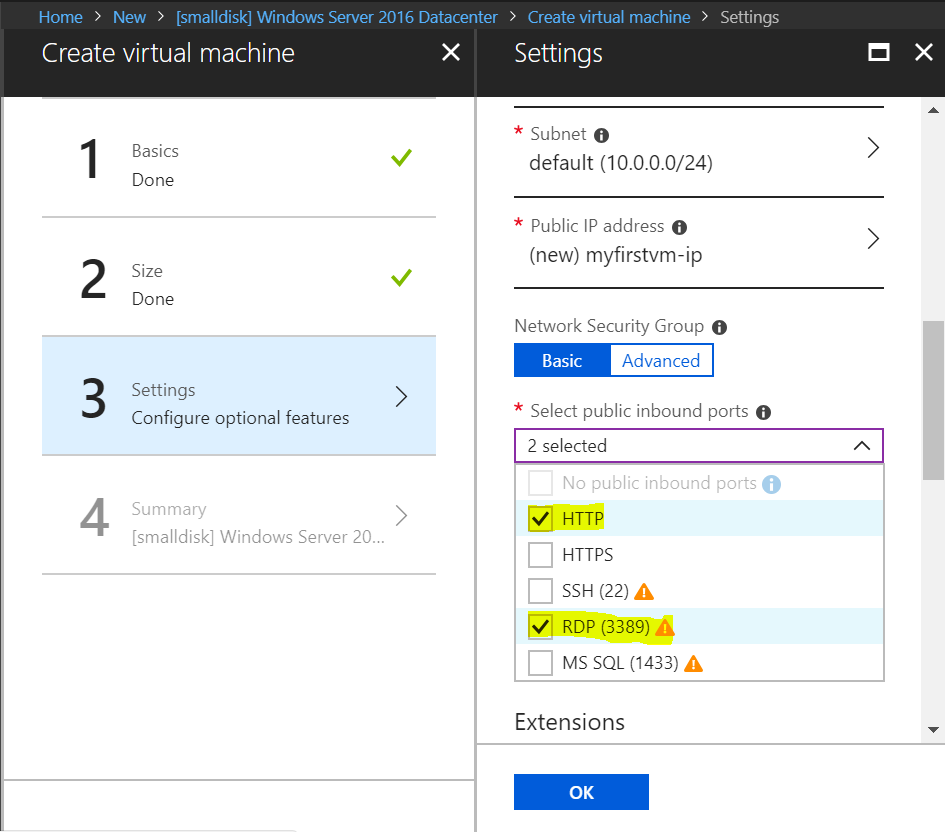 Home > New > [smalldisk] Windows Server 2016 Datacenter > Create virtual machine > Settings
Create virtual machine
1
Basics
Done
2
Size
Done
3
Settings
Configure optional features
4
Summary
[smalldisk] Windows Server 20...
Settings
* Subnet
default (10.0.0.0/24)
* Public IP address
(new) myfirstvm-ip
Network Security Group
Basic Advanced
* Select public inbound ports
2 selected
No public inbound ports
HTTP
HTTPS
SSH (22)
RDP (3389)
MS SQL (1433)
Extensions
OK